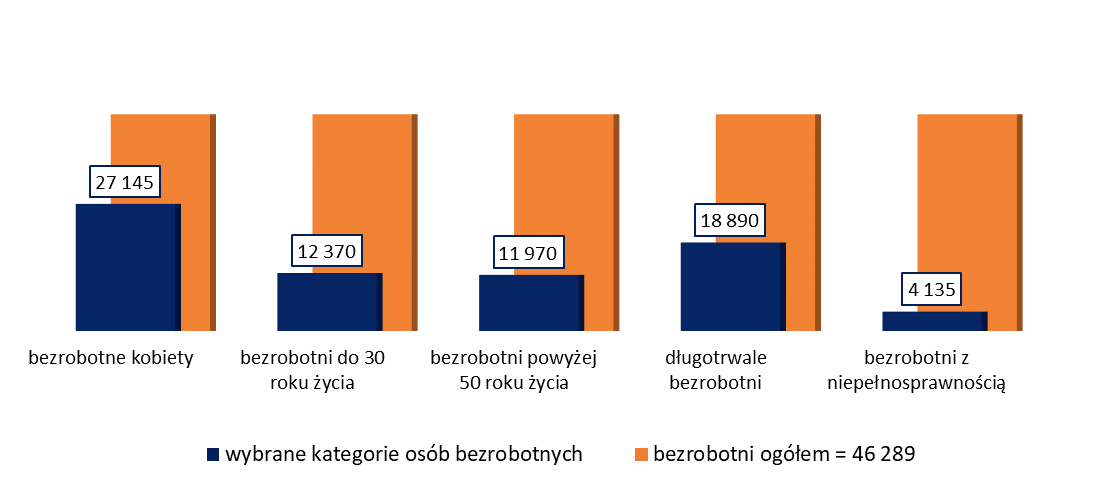 27 145
12 370
11 970
18 890
4 135
bezrobotne kobiety
bezrobotni do 30
roku życia
bezrobotni powyżej
50 roku życia
długotrwale
bezrobotni
bezrobotni z
niepełnosprawnością
wybrane kategorie osób bezrobotnych
bezrobotni ogółem = 46 289